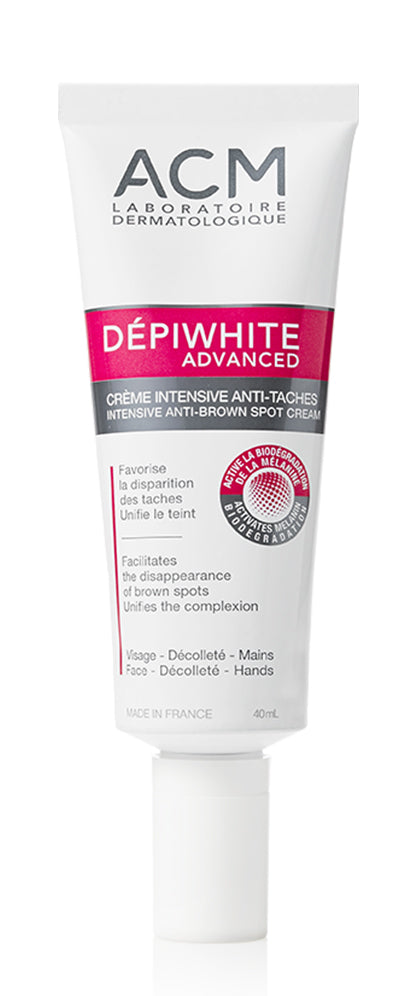 ACM
LABORATOIRE
DERMATOLOGIQUE
DÉPIWHITE
ADVANCED
CRÈME INTENSIVE ANTI-TACHES
INTENSIVE ANTI-BROWN SPOT CREAM
Favorise
la disparition
des taches
Unifie le teint
ACTIVE LA BIODÉGRADATION
DE LA MÉLANINE
ACTIVATES MELANIN
BIODEGRADATION
Facilitates
the disappearance
of brown spots
Unifies the complexion
Visage - Décolleté - Mains
Face - Décolleté - Hands
MADE IN FRANCE 40mL